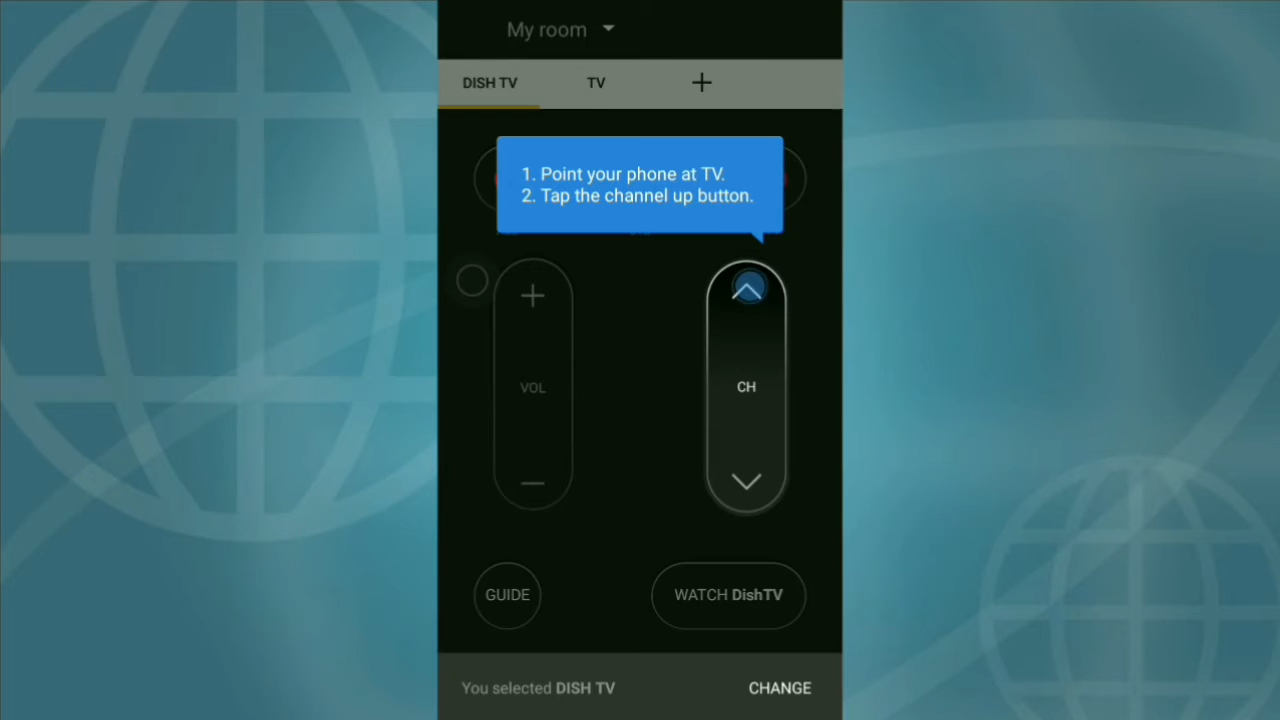 My room
DISH TV
TV
+
1. Point your phone at TV.
2. Tap the channel up button.
+
VOL
CH
—
GUIDE
WATCH DishTV
You selected DISH TV
CHANGE